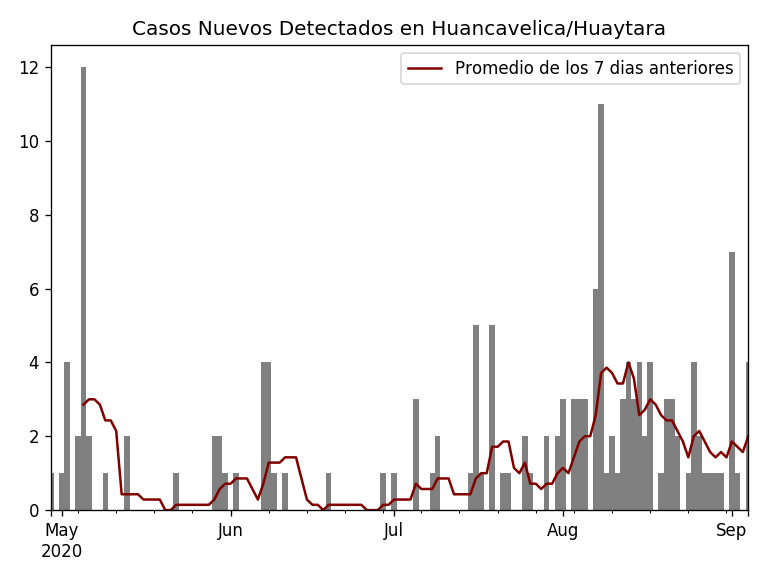 Casos Nuevos Detectados en Huancavelica/Huaytara
Promedio de los 7 dias anteriores
12
10
8
6
4
2
0
May Jun Jul Aug Sep
2020